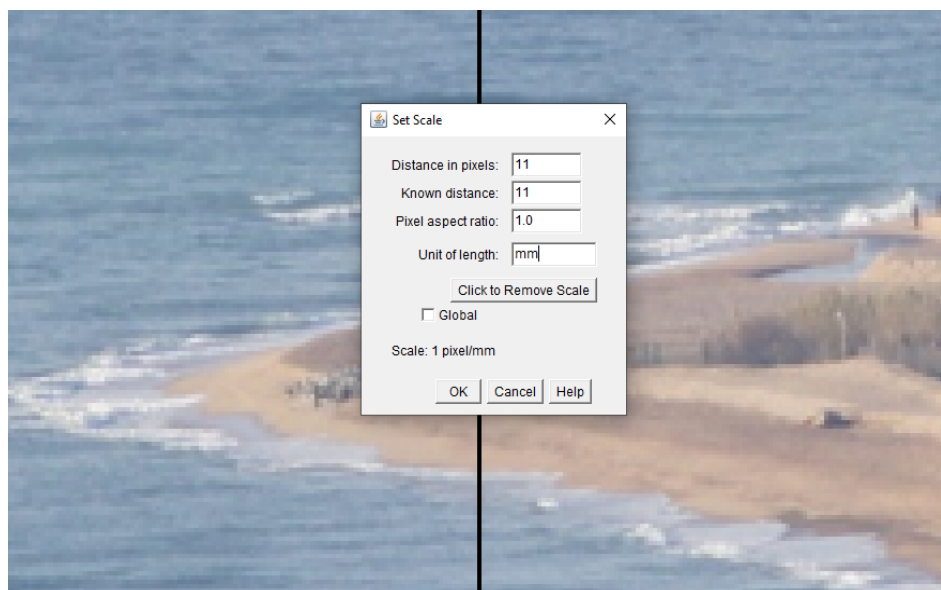 Set Scale
Distance in pixels: 11
Known distance: 11
Pixel aspect ratio: 1.0
Unit of length: mm
Click to Remove Scale
Global
Scale: 1 pixel/mm
OK Cancel Help